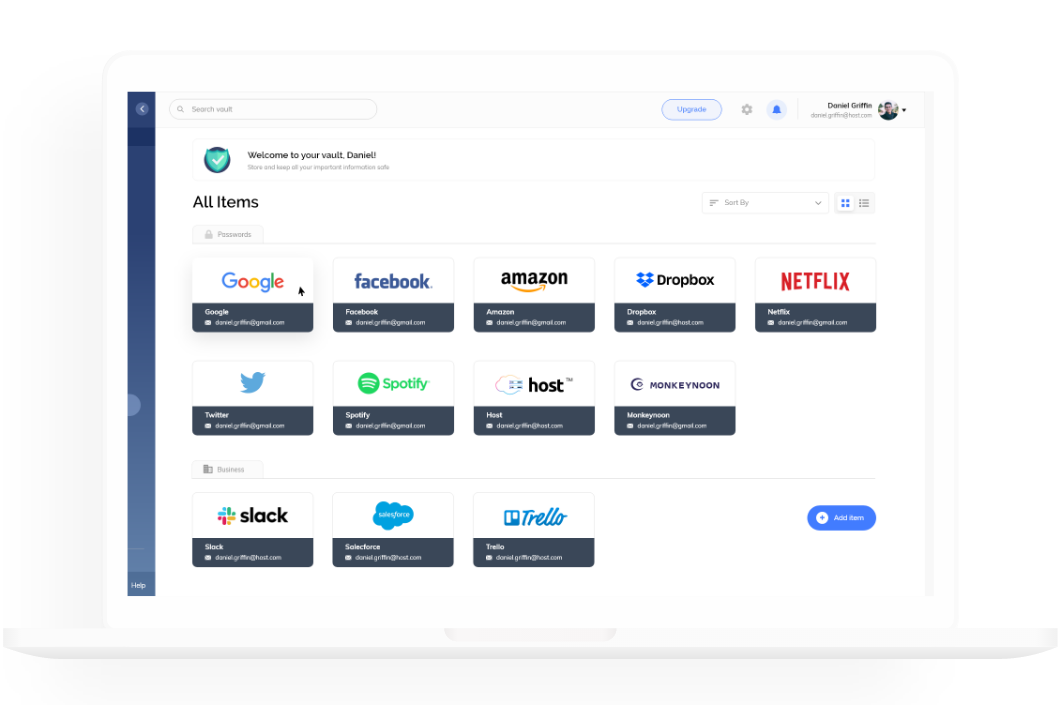 Search vault
Upgrade
Daniel Griffin
daniel.griffin@host.com
Welcome to your vault, Daniel!
Store and keep all your important information safe
All Items
Sort By
Passwords
Google
facebook.
amazon
Dropbox
NETFLIX
Google
daniel.griffin@gmail.com
Facebook
daniel.griffin@gmail.com
Amazon
daniel.griffin@gmail.com
Dropbox
daniel.griffin@host.com
Netflix
daniel.griffin@gmail.com
Spotify
host™
MONKEYNOON
Twitter
daniel.griffin@gmail.com
Spotify
daniel.griffin@gmail.com
Host
daniel.griffin@host.com
Monkeynoon
daniel.griffin@gmail.com
Business
slack
salesforce
Trello
Add item
Slack
daniel.griffin@host.com
Salecforce
daniel.griffin@host.com
Trello
daniel.griffin@host.com
Help